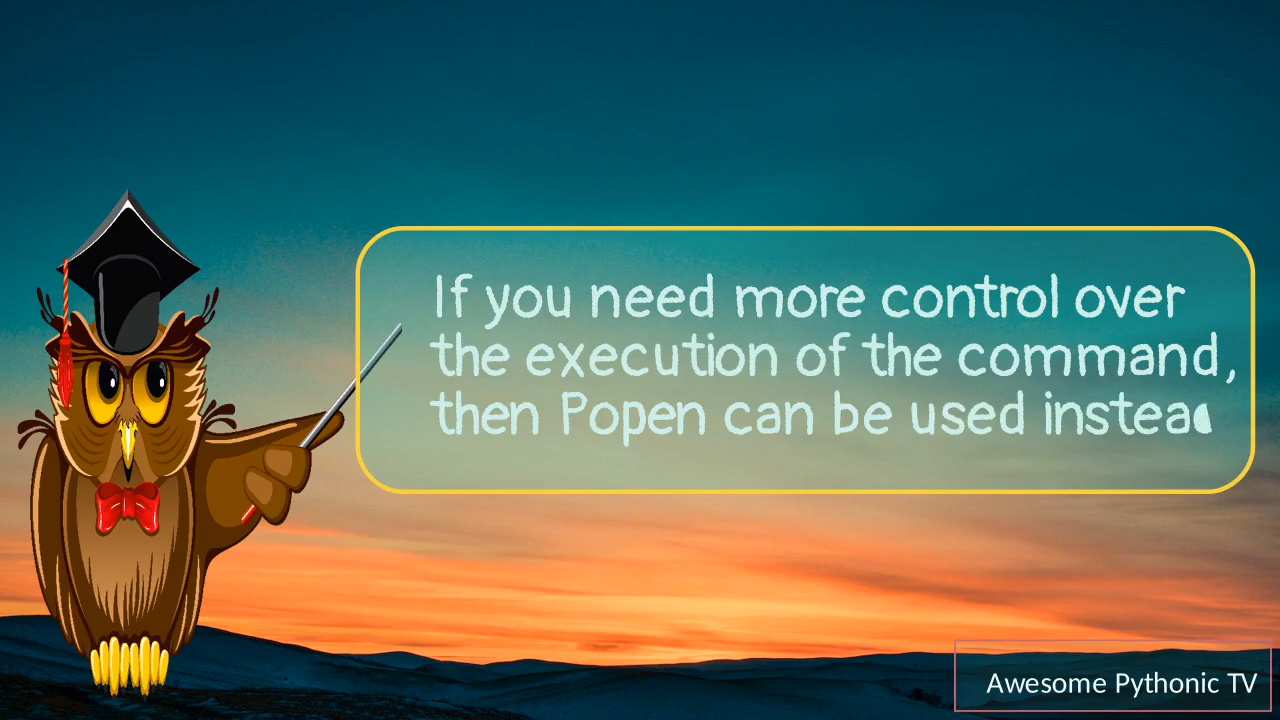 If you need more control over
the execution of the command,
then Popen can be used instea
Awesome Pythonic TV